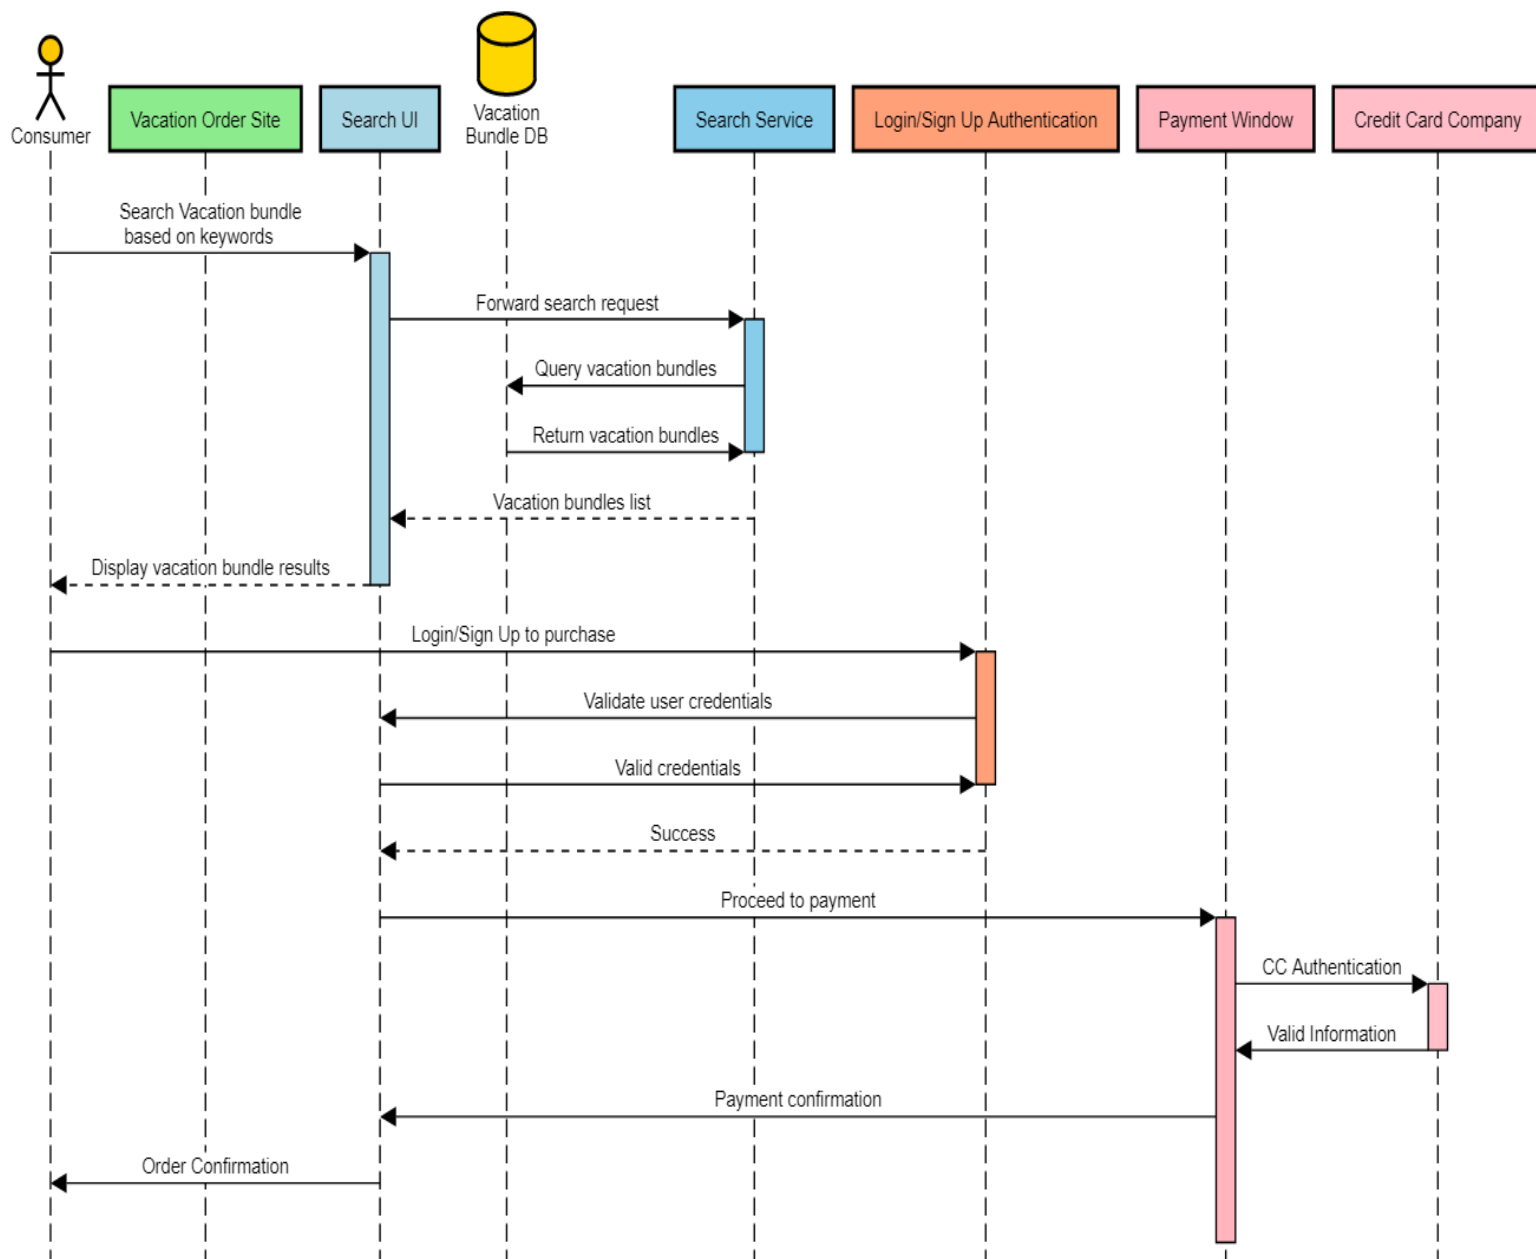 Consumer
Vacation Order Site
Search UI
Vacation
Bundle DB
Search Service
Login/Sign Up Authentication
Payment Window
Credit Card Company
Search Vacation bundle
based on keywords
Forward search request
Query vacation bundles
Return vacation bundles
Vacation bundles list
Display vacation bundle results
Login/Sign Up to purchase
Validate user credentials
Valid credentials
Success
Proceed to payment
CC Authentication
Valid Information
Payment confirmation
Order Confirmation